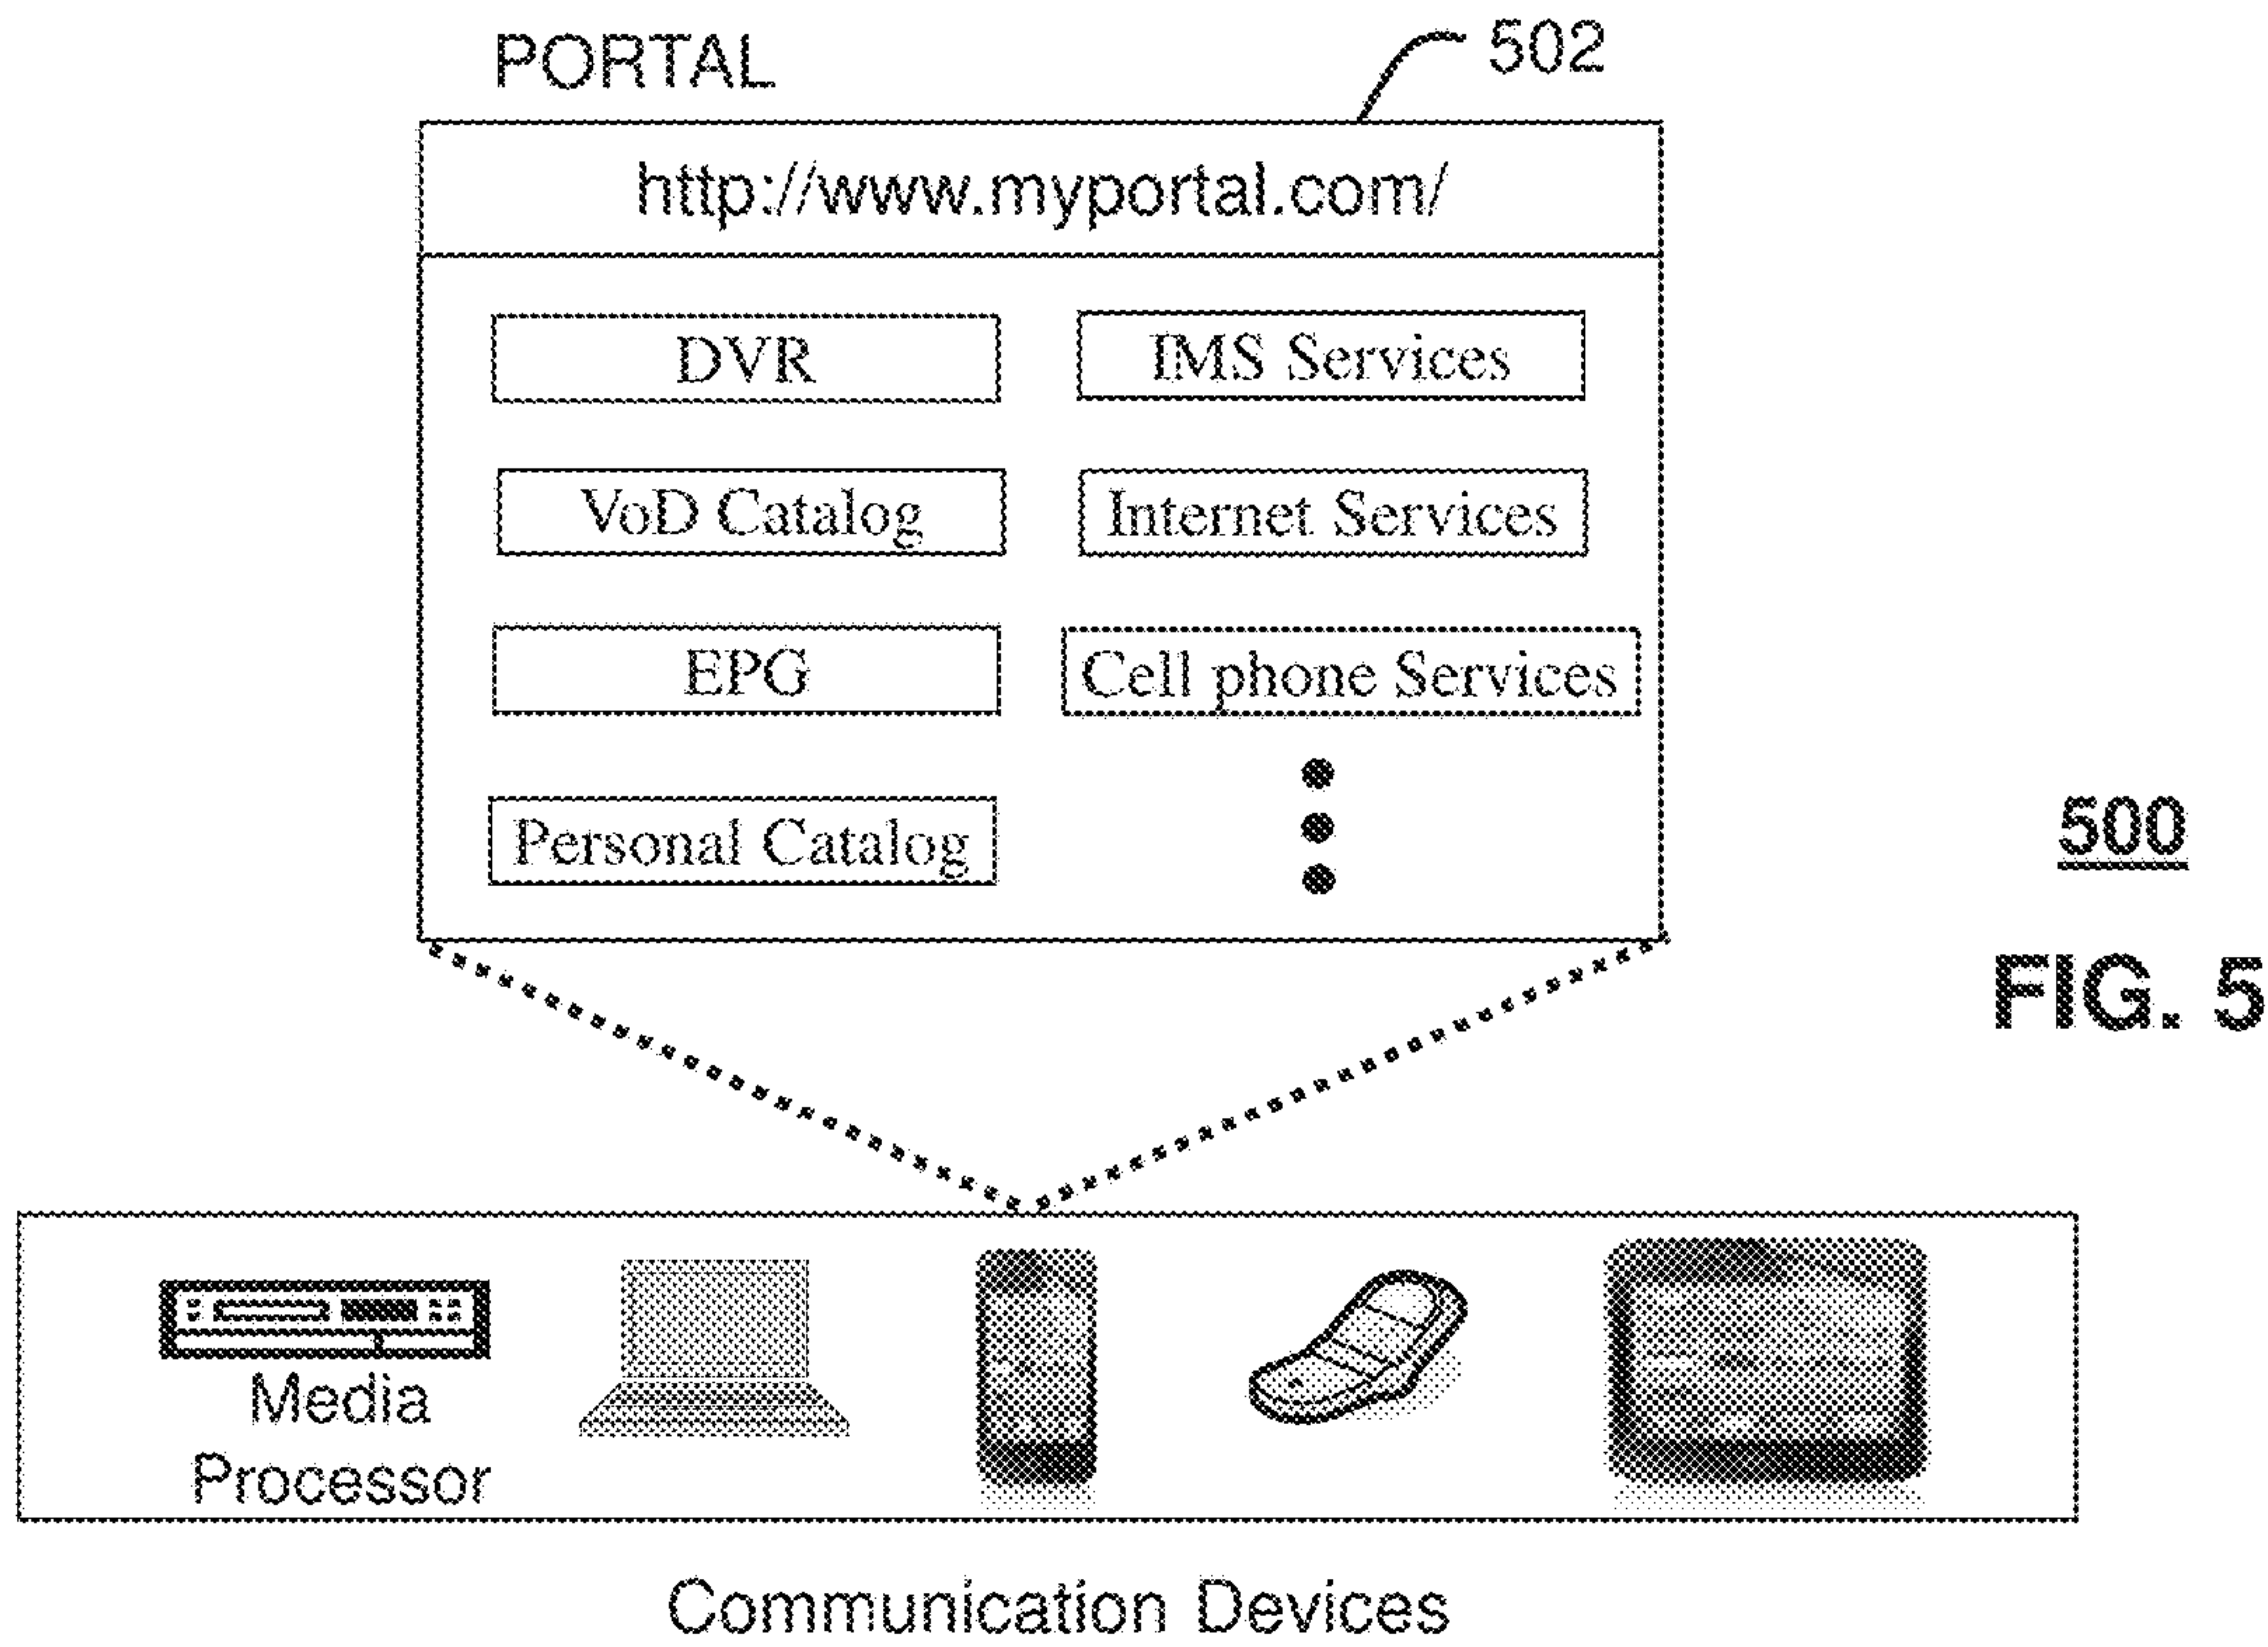 PORTAL
502
http://www.myportal.com/
DVR
IMS Services
VoD Catalog
Internet Services
EPG
Cell phone Services
Personal Catalog
500
FIG. 5
Media
Processor
Communication Devices